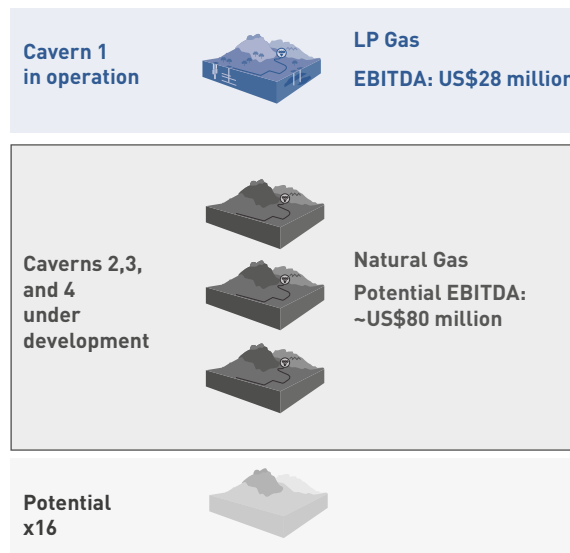 Cavern 1
in operation
LP Gas
EBITDA: US$28 million
Caverns 2,3,
and 4
under
development
Natural Gas
Potential EBITDA:
~US$80 million
Potential
x16